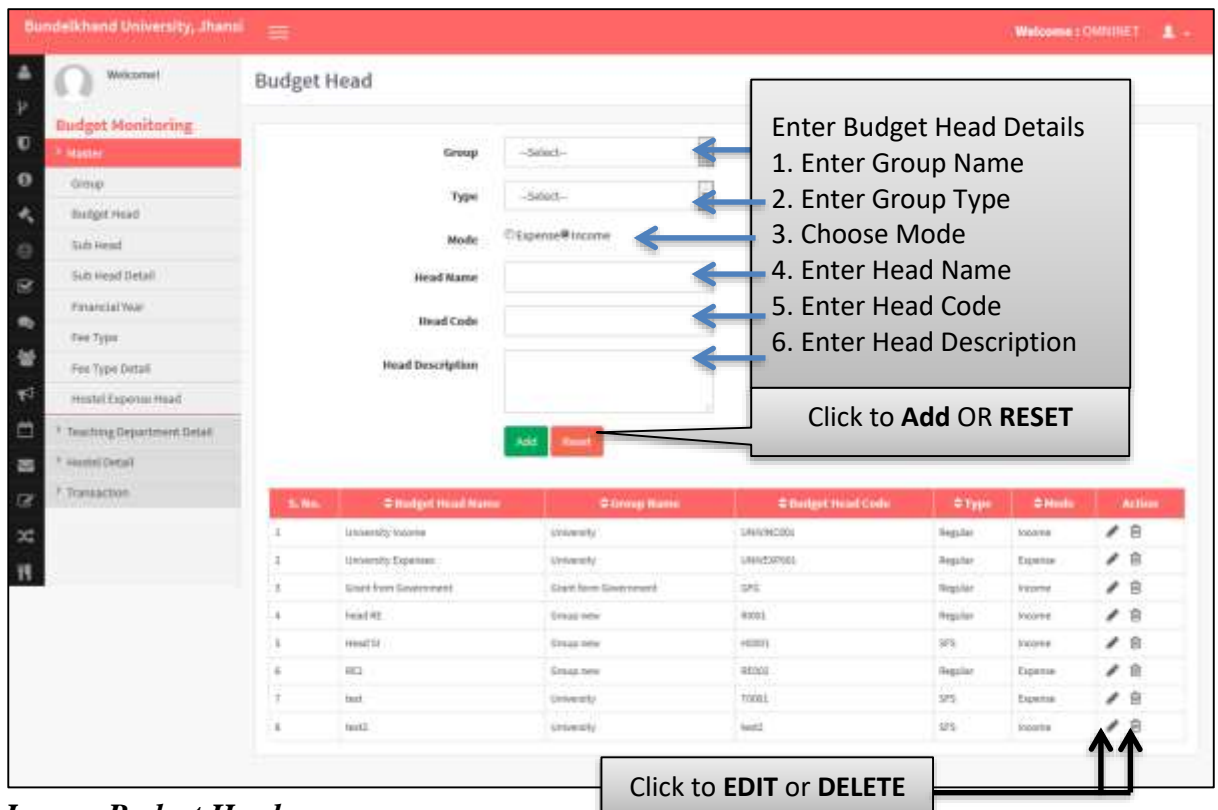 Bundelkhand University, Jhansi
Welcome : OMNINET
Welcome!
Budget Monitoring
Master
Group
Budget Head
Sub Head
Sub Head Detail
Financial Year
Fee Type
Fee Type Detail
Hostel Expense Head
Teaching Department Detail
Hostel Detail
Transaction
Budget Head
Group --Select--
Type --Select--
Mode Expense Income
Head Name
Head Code
Head Description
Add Reset
Enter Budget Head Details
1. Enter Group Name
2. Enter Group Type
3. Choose Mode
4. Enter Head Name
5. Enter Head Code
6. Enter Head Description
Click to Add OR RESET
S. No. Budget Head Name Group Name Budget Head Code Type Mode Action
1 University Income University UNIVINC001 Regular Income
2 University Expenses University UNIVEXP001 Regular Expense
3 Grant from Government Grant from Government Regular Income
4 head RE Group new R0001 Regular Income
5 Head SI Group new H0001 SFS Income
6 Group new Regular Expense
7 test University T0001 SFS Expense
8 test2 University test2 SFS Income
Click to EDIT or DELETE